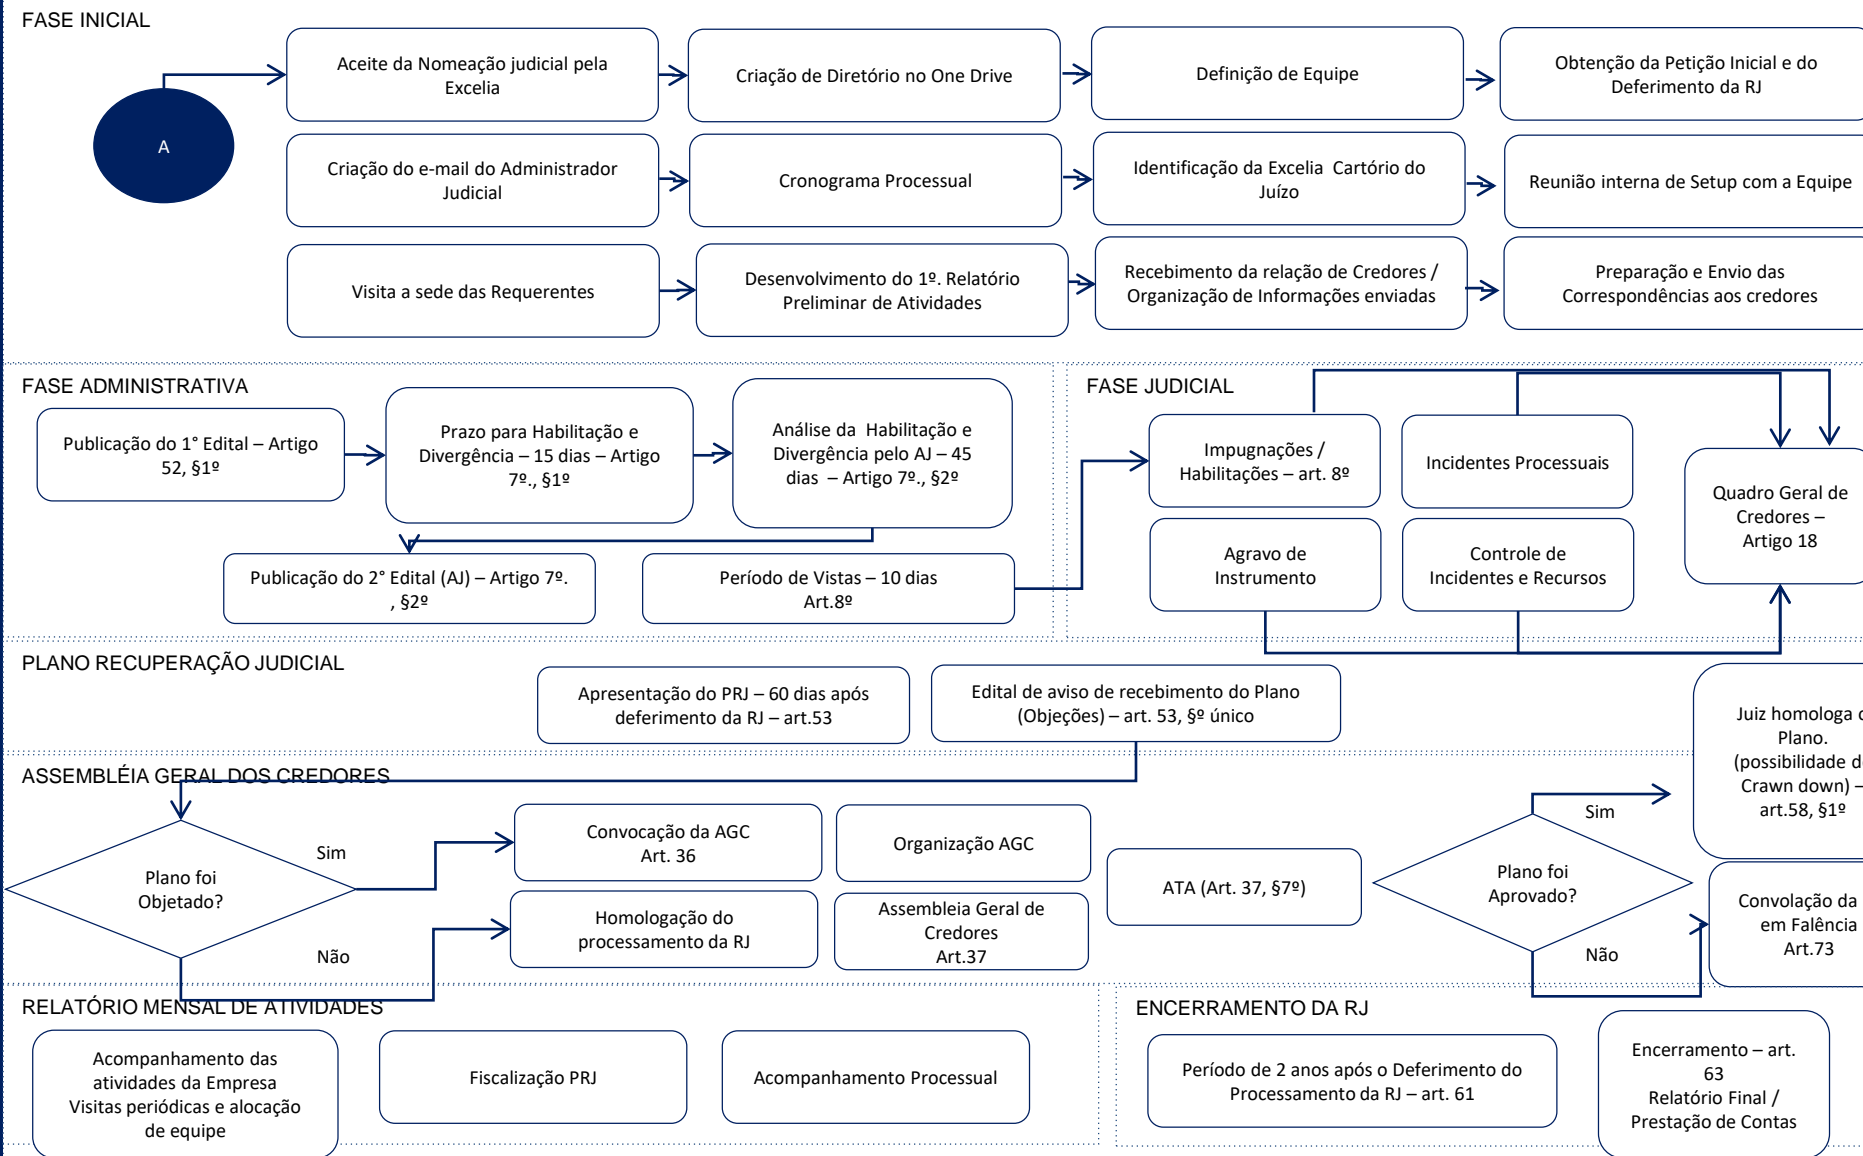 FASE INICIAL
A
Aceite da Nomeação judicial pela
Excelia
Criação de Diretório no One Drive
Definição de Equipe
Obtenção da Petição Inicial e do
Deferimento da RJ
Criação do e-mail do Administrador
Judicial
Cronograma Processual
Identificação da Excelia Cartório do
Juízo
Reunião interna de Setup com a Equipe
Visita a sede das Requerentes
Desenvolvimento do 1º. Relatório
Preliminar de Atividades
Recebimento da relação de Credores /
Organização de Informações enviadas
Preparação e Envio das
Correspondências aos credores
FASE ADMINISTRATIVA
Publicação do 1° Edital – Artigo
52, §1º
Prazo para Habilitação e
Divergência – 15 dias – Artigo
7º., §1º
Análise da Habilitação e
Divergência pelo AJ – 45
dias – Artigo 7º., §2º
Publicação do 2° Edital (AJ) – Artigo 7º.
, §2º
Período de Vistas – 10 dias
Art.8º
FASE JUDICIAL
Impugnações /
Habilitações – art. 8º
Incidentes Processuais
Agravo de
Instrumento
Controle de
Incidentes e Recursos
Quadro Geral de
Credores –
Artigo 18
PLANO RECUPERAÇÃO JUDICIAL
Apresentação do PRJ – 60 dias após
deferimento da RJ – art.53
Edital de aviso de recebimento do Plano
(Objeções) – art. 53, §º único
Juiz homologa
Plano.
(possibilidade
Crawn down) –
art.58, §1º
ASSEMBLÉIA GERAL DOS CREDORES
Plano foi
Objetado?
Sim
Não
Convocação da AGC
Art. 36
Organização AGC
Homologação do
processamento da RJ
Assembleia Geral de
Credores
Art.37
ATA (Art. 37, §7º)
Plano foi
Aprovado?
Sim
Não
Convolação da
em Falência
Art.73
RELATÓRIO MENSAL DE ATIVIDADES
Acompanhamento das
atividades da Empresa
Visitas periódicas e alocação
de equipe
Fiscalização PRJ
Acompanhamento Processual
ENCERRAMENTO DA RJ
Período de 2 anos após o Deferimento do
Processamento da RJ – art. 61
Encerramento – art.
63
Relatório Final /
Prestação de Contas